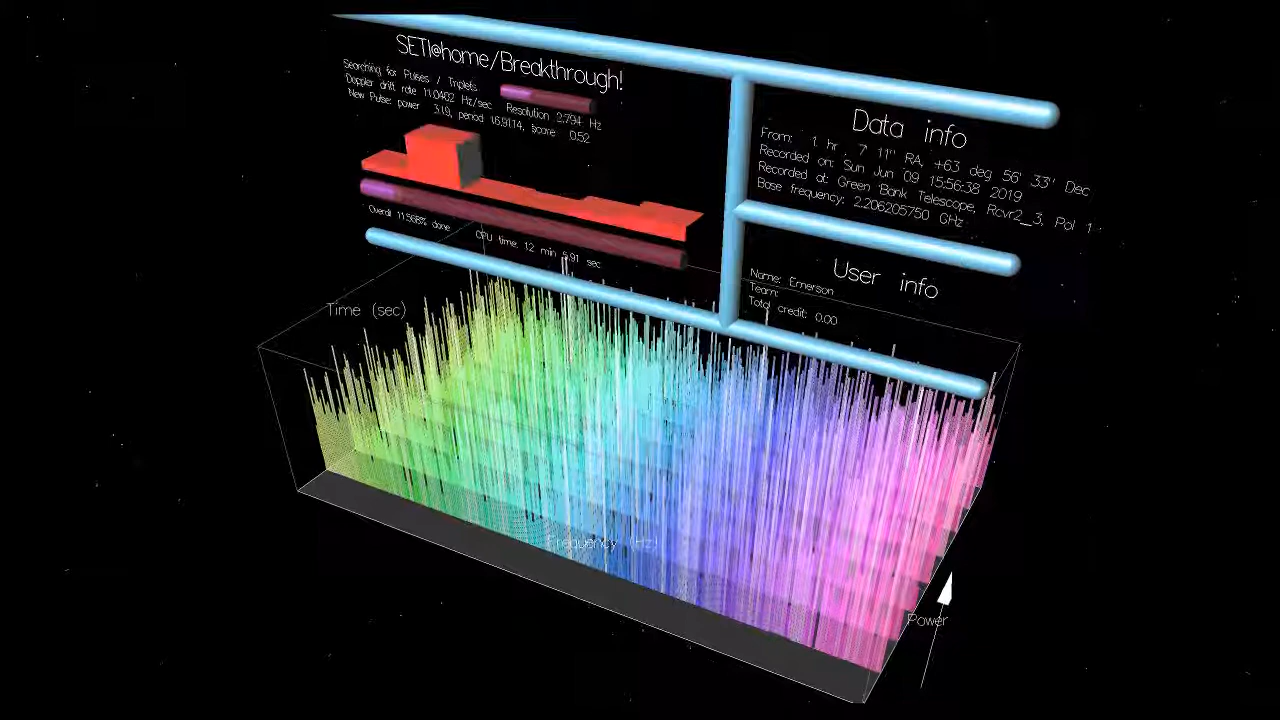 SETI@home/Breakthrough!
Searching for Pulses / Triplets
Doppler drift rate 11.0402 Hz/sec Resolution 2.794 Hz
New Pulse power 3.19, period 16.9114, score 0.52
Overall 11.568% done CPU time: 12 min 5.91 sec
Data info
From: 1 hr. 7' 11" RA, +63 deg 56' 33" Dec
Recorded on: Sun Jun 09 15:56:38 2019
Recorded at: Green Bank Telescope, Rcvr2_3, Pol 1
Base frequency: 2.206205750 GHz
User info
Name: Emerson
Team:
Total credit: 0.00
Time (sec)
Frequency (Hz)
Power